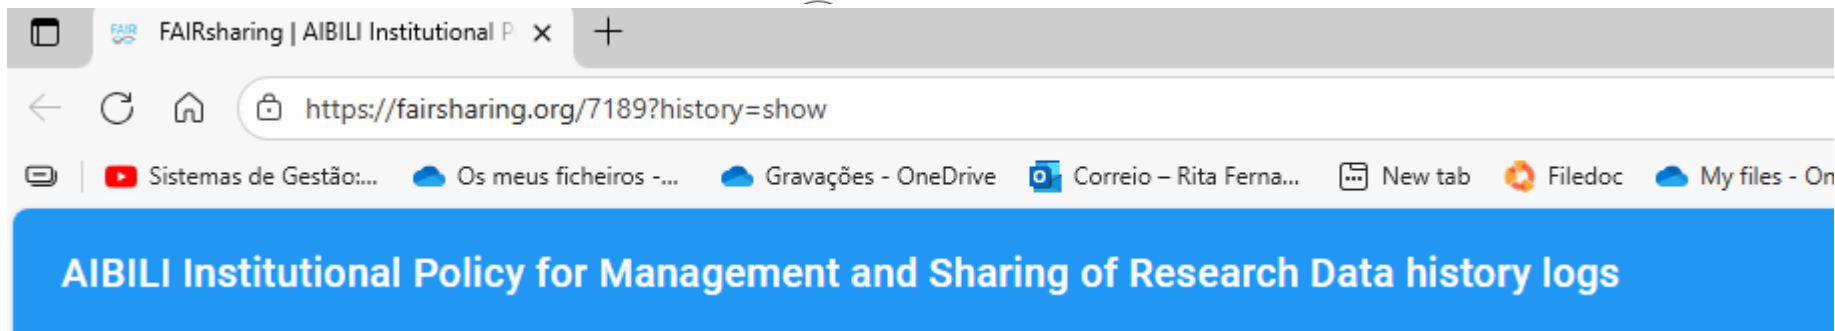 FAIR FAIRsharing | AIBILI Institutional P
https://fairsharing.org/7189?history=show
Sistemas de Gestão:... Os meus ficheiros -... Gravações - OneDrive Correio – Rita Ferna... New tab Filedoc My files - On
AIBILI Institutional Policy for Management and Sharing of Research Data history logs